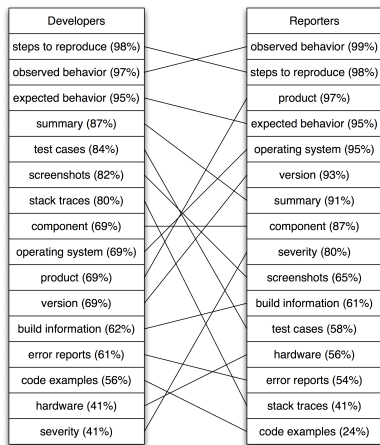 Developers
steps to reproduce (98%)
observed behavior (97%)
expected behavior (95%)
summary (87%)
test cases (84%)
screenshots (82%)
stack traces (80%)
component (69%)
operating system (69%)
product (69%)
version (69%)
build information (62%)
error reports (61%)
code examples (56%)
hardware (41%)
severity (41%)
Reporters
observed behavior (99%)
steps to reproduce (98%)
product (97%)
expected behavior (95%)
operating system (95%)
version (93%)
summary (91%)
component (87%)
severity (80%)
screenshots (65%)
build information (61%)
test cases (58%)
hardware (56%)
error reports (54%)
stack traces (41%)
code examples (24%)